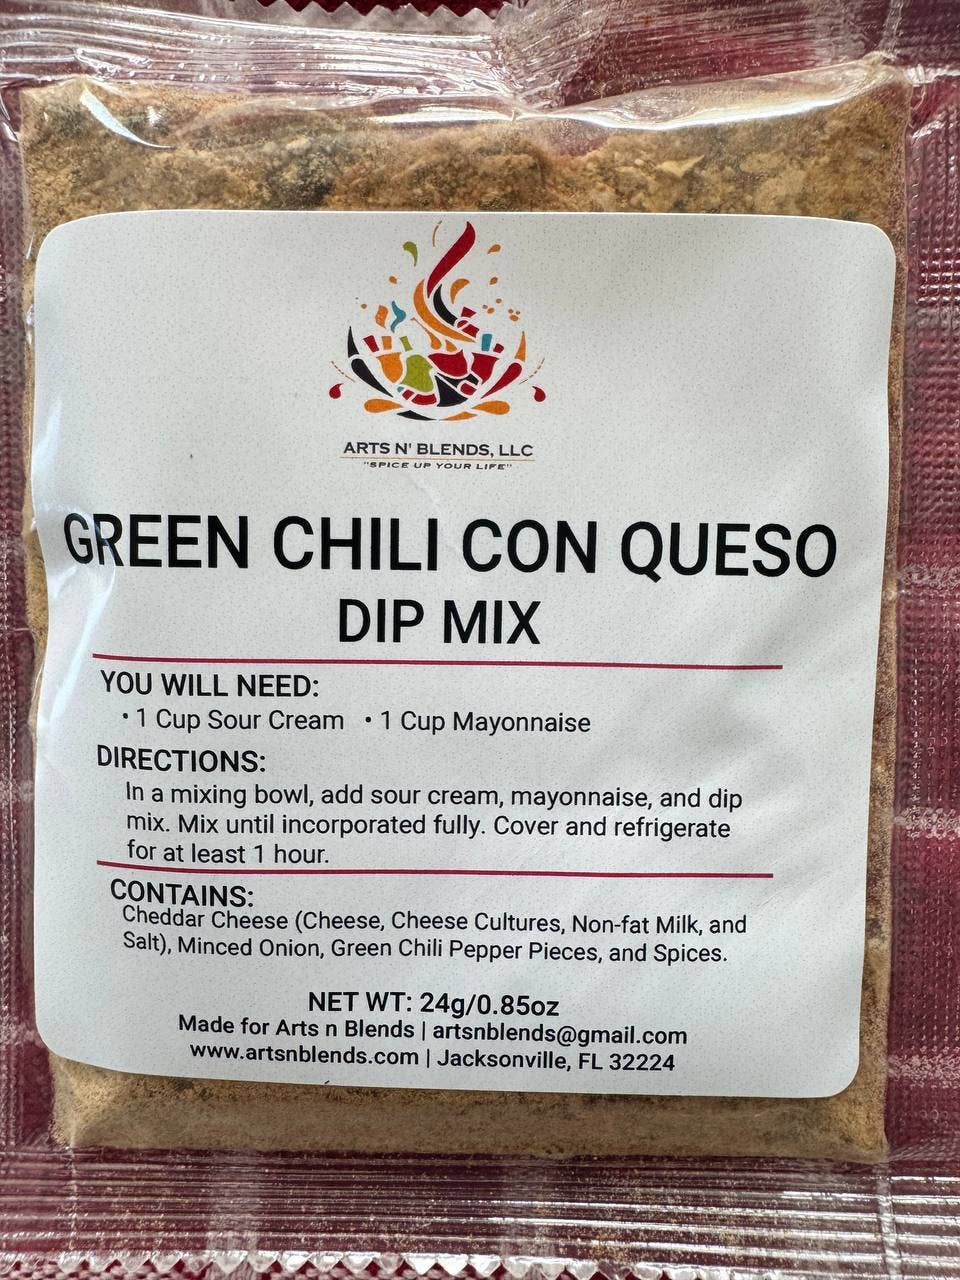 ARTS N' BLENDS, LLC
"SPICE UP YOUR LIFE"
GREEN CHILI CON QUESO
DIP MIX
YOU WILL NEED:
• 1 Cup Sour Cream • 1 Cup Mayonnaise
DIRECTIONS:
In a mixing bowl, add sour cream, mayonnaise, and dip
mix. Mix until incorporated fully. Cover and refrigerate
for at least 1 hour.
CONTAINS:
Cheddar Cheese (Cheese, Cheese Cultures, Non-fat Milk, and
Salt), Minced Onion, Green Chili Pepper Pieces, and Spices.
NET WT: 24g/0.85oz
Made for Arts n Blends | artsnblends@gmail.com
www.artsnblends.com | Jacksonville, FL 32224